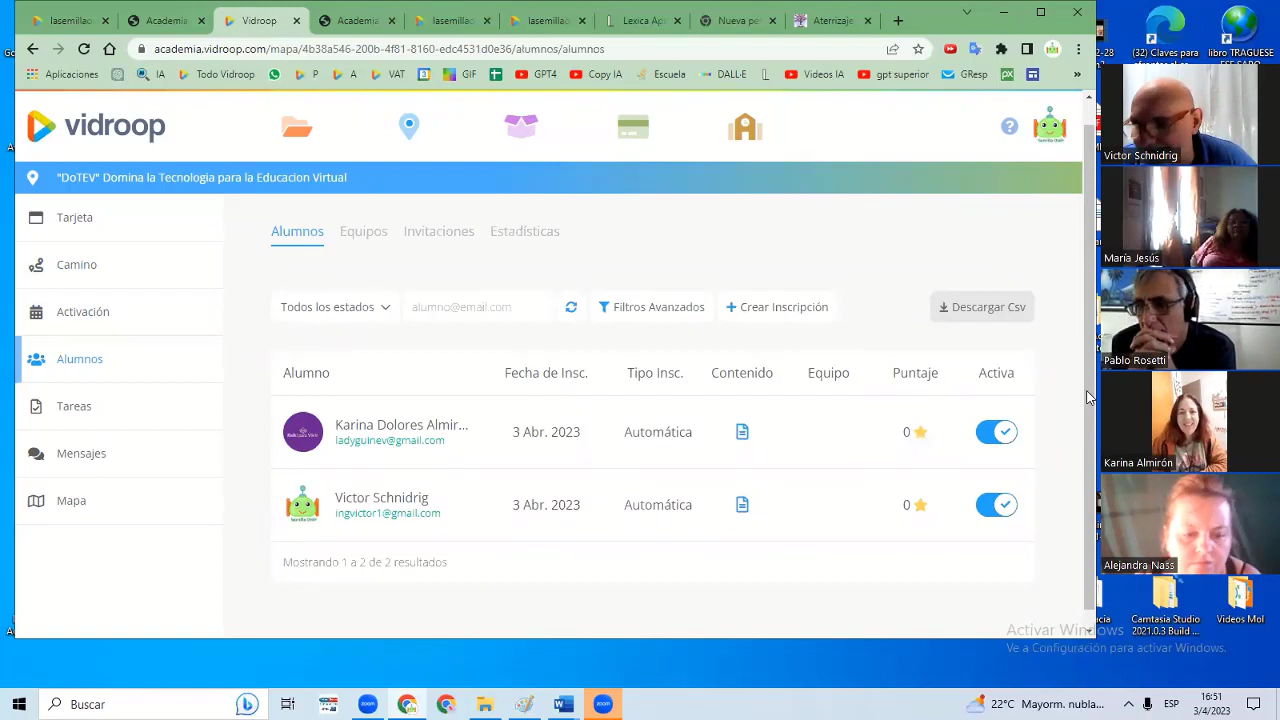 lasemillac
Academia
Vidroop
Academia
lasemillac
lasemillac
Lexica Ap
Nueva pe
Aterrizaje
academia.vidroop.com/mapa/4b38a546-200b-4f81-8160-edc4531d0e36/alumnos/alumnos
Aplicaciones
IA
Todo Vidroop
P
A
VAT
GIF
GPT4
Copy IA
Escuela
DALL·E
Videos IA
gpt superior
GResp
»
vidroop
"DoTEV" Domina la Tecnologia para la Educacion Virtual
Tarjeta
Camino
Activación
Alumnos
Tareas
Mensajes
Mapa
Alumnos Equipos Invitaciones Estadísticas
Todos los estados alumno@email.com Filtros Avanzados + Crear Inscripción Csv
Alumno Fecha de Insc. Tipo Insc. Contenido Equipo Puntaje Activa
Karina Dolores Almir...
ladyguinev@gmail.com
3 Abr. 2023 Automática 0
Victor Schnidrig
ingvictor1@gmail.com
3 Abr. 2023 Automática 0
Mostrando 1 a 2 de 2 resultados
(32) Claves para
libro TRAGUESE
Victor Schnidrig
María Jesús
Pablo Rosetti
Karina Almirón
Alejandra Nass
Camtasia Studio
2021.0.3 Build ...
Videos Mol
Activar Windows
Ve a Configuración para activar Windows.
Buscar
22°C Mayorm. nubla...
ESP
16:51
3/4/2023